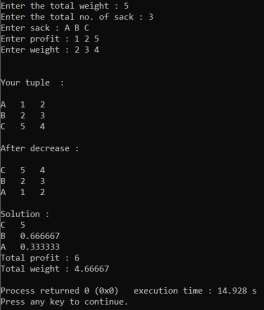 Enter the total weight : 5
Enter the total no. of sack : 3
Enter sack : A B C
Enter profit : 1 2 5
Enter weight : 2 3 4
Your tuple :
A 1 2
B 2 3
C 5 4
After decrease :
C 5 4
B 2 3
A 1 2
Solution :
C 5
B 0.666667
A 0.333333
Total profit : 6
Total weight : 4.66667
Process returned 0 (0x0) execution time : 14.928 s
Press any key to continue.